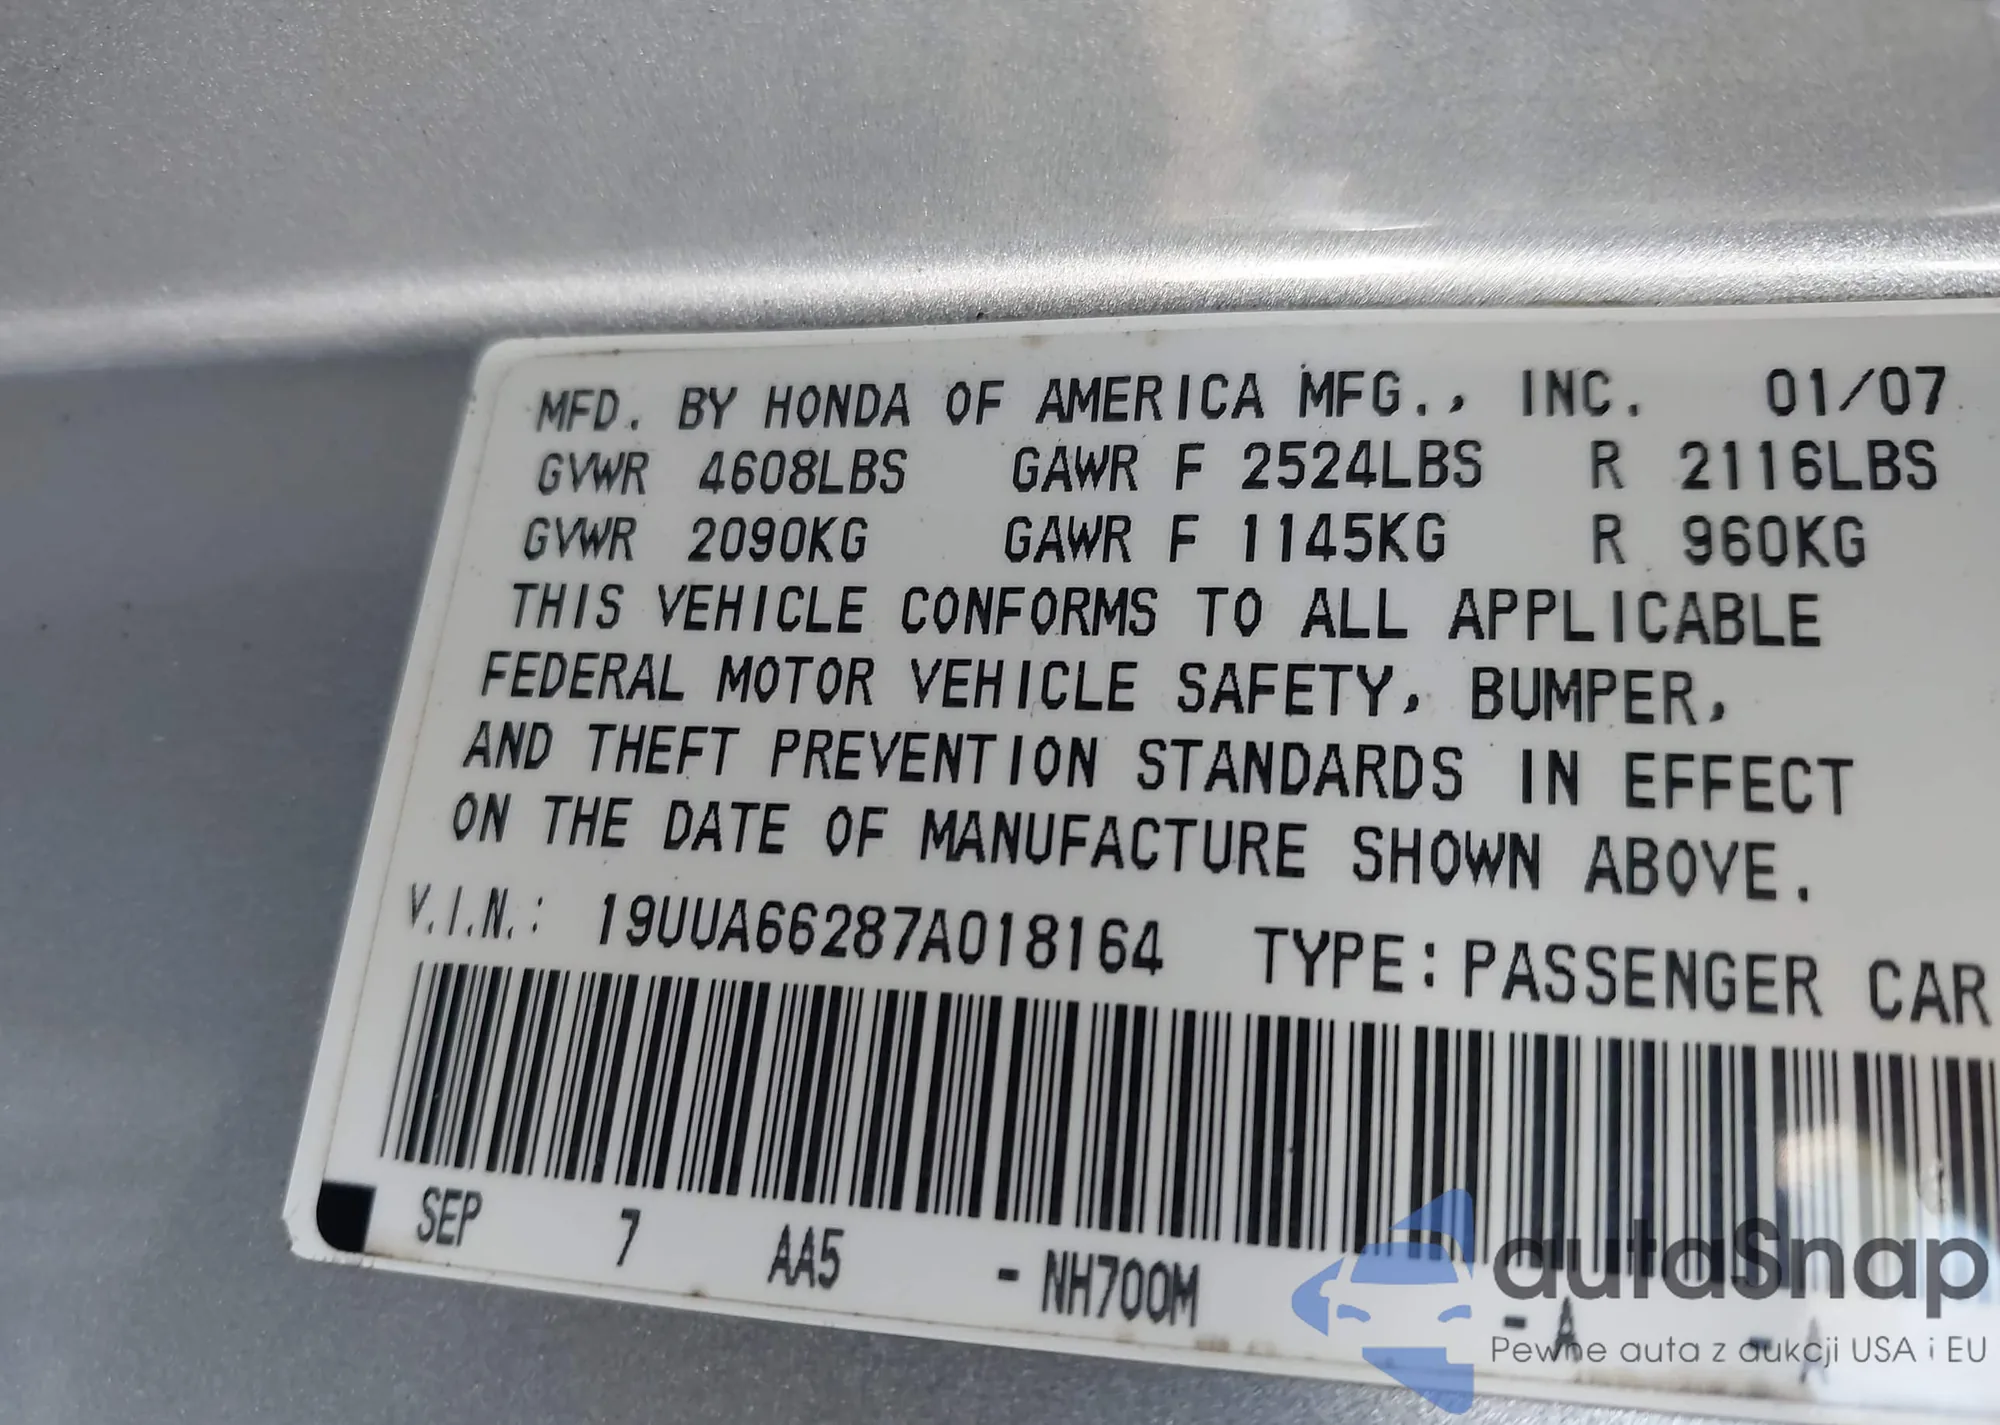 MFD. BY HONDA OF AMERICA MFG., INC. 01/07
GVWR 4608LBS GAWR F 2524LBS R 2116LBS
GVWR 2090KG GAWR F 1145KG R 960KG
THIS VEHICLE CONFORMS TO ALL APPLICABLE
FEDERAL MOTOR VEHICLE SAFETY, BUMPER,
AND THEFT PREVENTION STANDARDS IN EFFECT
ON THE DATE OF MANUFACTURE SHOWN ABOVE.
V.I.N.: 19UUA66287A018164 TYPE: PASSENGER CAR
SEP 7 AA5 - NH700M - A - A
autaSnap
Pewne auta z aukcji USA i EU